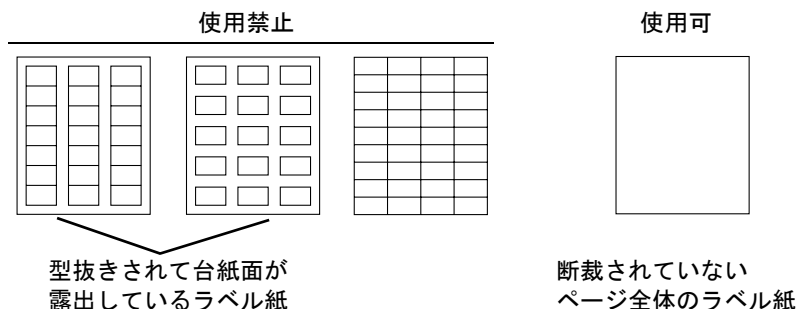 使用禁止
使用可
型抜きされて台紙面が
露出しているラベル紙
断裁されていない
ページ全体のラベル紙